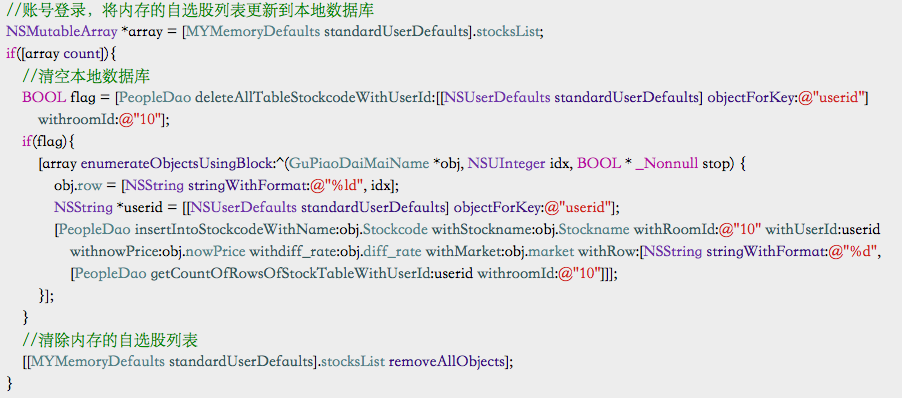 //账号登录，将内存的自选股列表更新到本地数据库
NSMutableArray *array = [MYMemoryDefaults standardUserDefaults].stocksList;
if([array count]){
//清空本地数据库
BOOL flag = [PeopleDao deleteAllTableStockcodeWithUserId:[[NSUserDefaults standardUserDefaults] objectForKey:@"userid"]
withroomId:@"10"];
if(flag){
[array enumerateObjectsUsingBlock:^(GuPiaoDaiMaiName *obj, NSUInteger idx, BOOL * _Nonnull stop) {
obj.row = [NSString stringWithFormat:@"%ld", idx];
NSString *userid = [[NSUserDefaults standardUserDefaults] objectForKey:@"userid"];
[PeopleDao insertIntoStockcodeWithName:obj.Stockcode withStockname:obj.Stockname withRoomId:@"10" withUserId:userid
withnowPrice:obj.nowPrice withdiff_rate:obj.diff_rate withMarket:obj.market withRow:[NSString stringWithFormat:@"%d",
[PeopleDao getCountOfRowsOfStockTableWithUserId:userid withroomId:@"10"]]];
}];
}
//清除内存的自选股列表
[[MYMemoryDefaults standardUserDefaults].stocksList removeAllObjects];
}